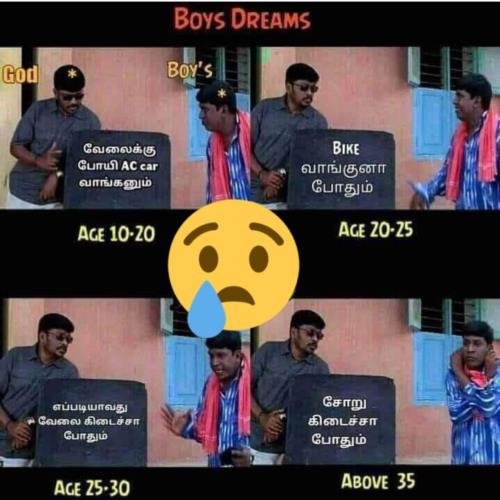 BOYS DREAMS
God * BOY'S *
வேலைக்கு
போயி AC car
வாங்கனும்
AGE 10-20
BIKE
வாங்குனா
போதும்
AGE 20-25
எப்படியாவது
வேலை கிடைச்சா
போதும்
AGE 25-30
சோறு
கிடைச்சா
போதும்
ABOVE 35